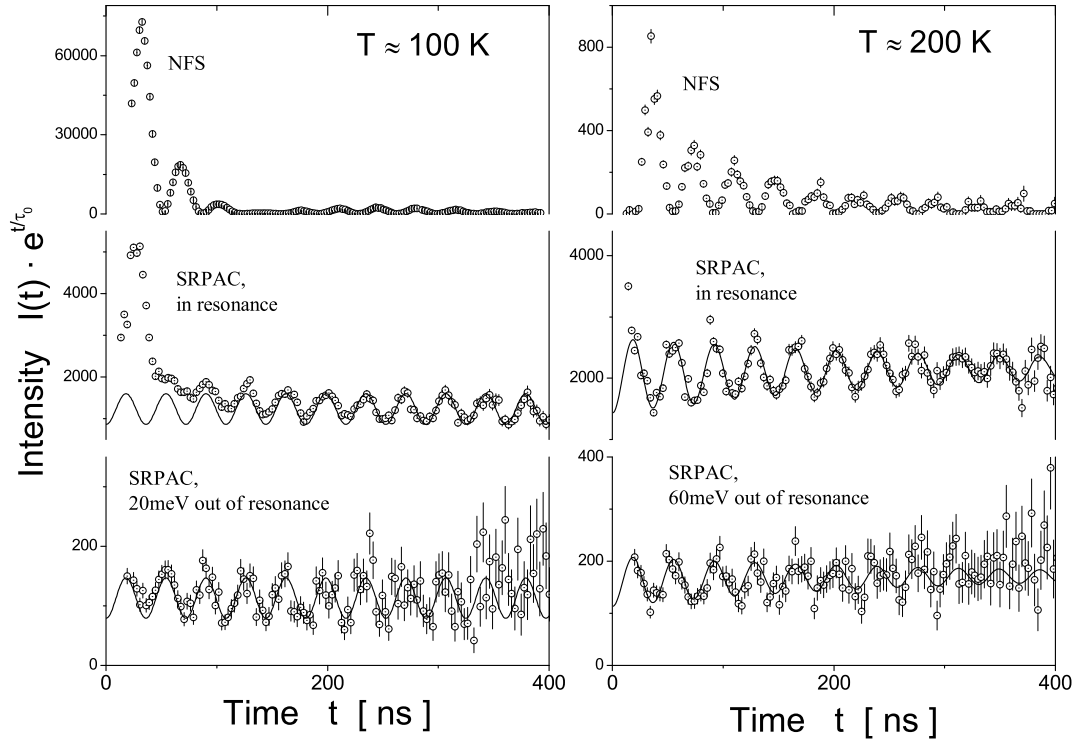 T ≈ 100 K
NFS
60000
30000
0
SRPAC,
in resonance
4000
2000
SRPAC,
20meV out of resonance
200
0
0
200
400
Time t [ ns ]
Intensity I(t) · e^{t/τ₀}
T ≈ 200 K
NFS
800
400
0
SRPAC,
in resonance
4000
2000
SRPAC,
60meV out of resonance
400
200
0
0
200
400
Time t [ ns ]